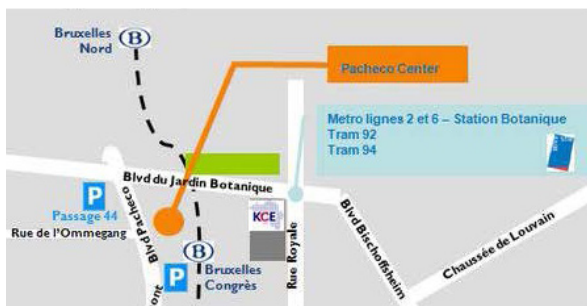 Bruxelles
Nord
B
Pacheco Center
Metro lignes 2 et 6 – Station Botanique
Tram 92
Tram 94
Blvd du Jardin Botanique
P
Passage 44
Rue de l'Ommegang
Blvd Pacheco
KCE
Rue Royale
Blvd Bischoffsheim
Chaussée de Louvain
B
Bruxelles
Congrès
P
ont